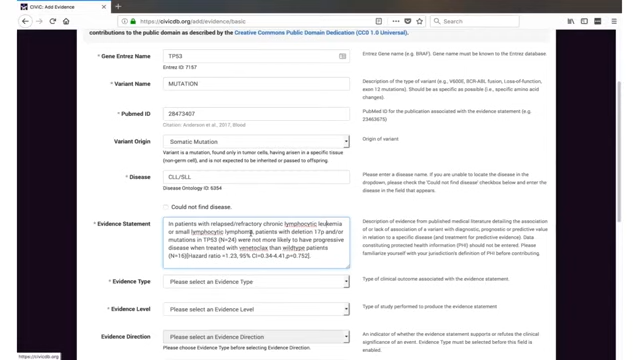 CIVIC: Add Evidence
https://civicdb.org/add/evidence/basic
Search
contributions to the public domain as described by the Creative Commons Public Domain Dedication (CC0 1.0 Universal).
* Gene Entrez Name
TP53
Entrez ID: 7157
Entrez Gene name (e.g. BRAF). Gene name must be known to the Entrez database
* Variant Name
MUTATION
Description of the type of variant (e.g., V600E, BCR-ABL fusion, Loss-of-function,
exon 12 mutations). Should be as specific as possible (i.e., specific amino acid
changes).
* Pubmed ID
28473407
Citation: Anderson et al., 2017, Blood
PubMed ID for the publication associated with the evidence statement (e.g.
23463675)
Variant Origin
Somatic Mutation
Variant is a mutation, found only in tumor cells, having arisen in a specific tissue
(non-germ cell), and is not expected to be inherited or passed to offspring
Origin of variant
* Disease
CLL/SLL
Disease Ontology ID: 6354
Please enter a disease name. If you are unable to locate the disease in the
dropdown, please check the 'Could not find disease' checkbox below and enter the
disease.
Could not find disease.
* Evidence Statement
In patients with relapsed/refractory chronic lymphocytic leukemia
or small lymphocytic lymphoma, patients with deletion 17p and/or
mutations in TP53 (N=24) were not more likely to have progressive
disease when treated with venetoclax than wildtype patients
(N=16)[Hazard ratio =1.23, 95% CI=0.34-4.41,p=0.752].
Description of evidence from published medical literature detailing the association
of or lack of association of a variant with diagnostic, prognostic or predictive value
in relation to a specific disease (and treatment for predictive evidence). Data
constituting protected health information (PHI) should not be entered. Please
familiarize yourself with your jurisdiction's definition of PHI before contributing.
* Evidence Type
Please select an Evidence Type
Type of clinical outcome associated with the evidence.
* Evidence Level
Please select an Evidence Level
Type of study performed to produce the evidence statement
Evidence Direction
Please select an Evidence Direction
Please choose Evidence Type before selecting Evidence Direction.
An indicator of whether the evidence statement supports or refutes the clinical
significance of an event. Evidence Type must be selected before this field is
enabled.
https://civicdb.org